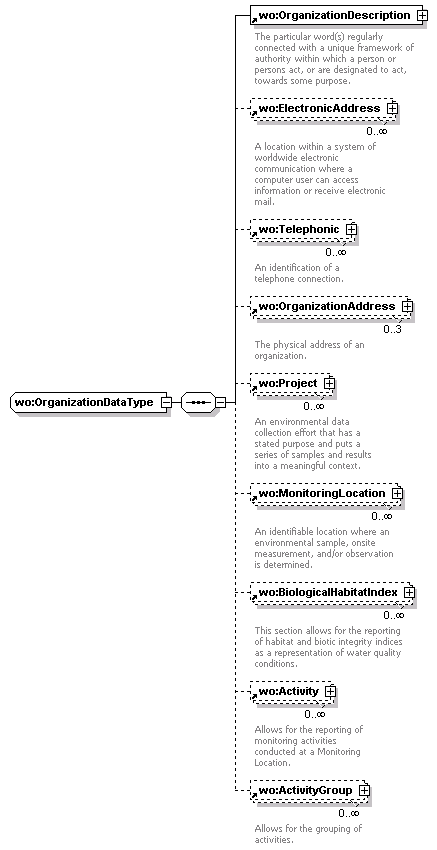 wo:OrganizationDescription
The particular word(s) regularly
connected with a unique framework of
authority within which a person or
persons act, or are designated to act,
towards some purpose.
wo:ElectronicAddress
0..∞
A location within a system of
worldwide electronic
communication where a
computer user can access
information or receive electronic
mail.
wo:Telephonic
0..∞
An identification of a
telephone connection.
wo:OrganizationAddress
0..3
The physical address of an
organization.
wo:OrganizationDataType
wo:Project
0..∞
An environmental data
collection effort that has a
stated purpose and puts a
series of samples and results
into a meaningful context.
wo:MonitoringLocation
0..∞
An identifiable location where an
environmental sample, onsite
measurement, and/or observation
is determined.
wo:BiologicalHabitatIndex
0..∞
This section allows for the reporting
of habitat and biotic integrity indices
as a representation of water quality
conditions.
wo:Activity
0..∞
Allows for the reporting of
monitoring activities
conducted at a Monitoring
Location.
wo:ActivityGroup
0..∞
Allows for the grouping of
activities.